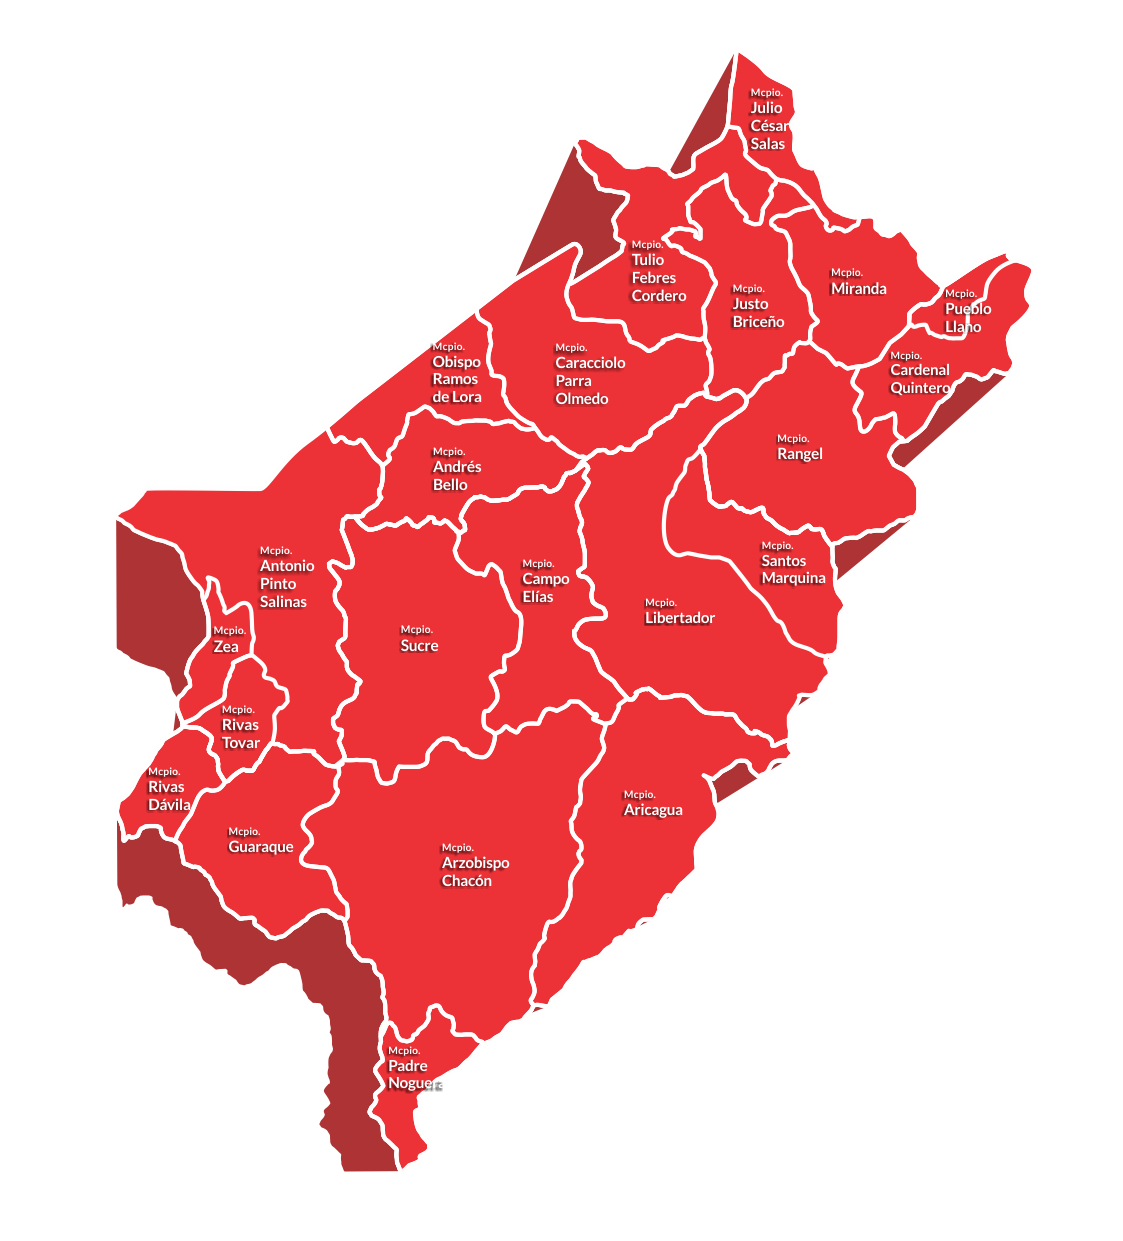 Mcpio.
Julio
César
Salas
Mcpio.
Tulio
Febres
Cordero
Mcpio.
Miranda
Mcpio.
Justo
Briceño
Mcpio.
Pueblo
Llano
Mcpio.
Obispo
Ramos
de Lora
Mcpio.
Caracciolo
Parra
Olmedo
Mcpio.
Cardenal
Quintero
Mcpio.
Rangel
Mcpio.
Andrés
Bello
Mcpio.
Antonio
Pinto
Salinas
Mcpio.
Campo
Elías
Mcpio.
Santos
Marquina
Mcpio.
Libertador
Mcpio.
Zea
Mcpio.
Sucre
Mcpio.
Rivas
Tovar
Mcpio.
Rivas
Dávila
Mcpio.
Aricagua
Mcpio.
Guaraque
Mcpio.
Arzobispo
Chacón
Mcpio.
Padre
Noguera